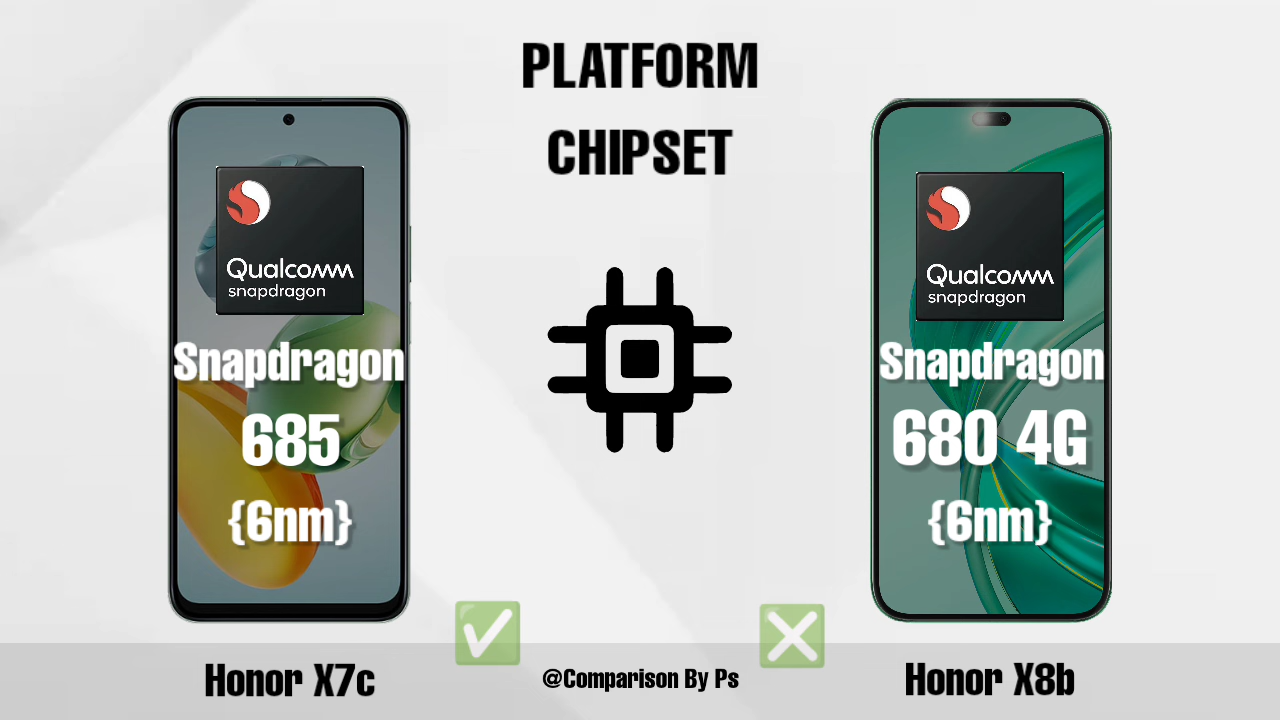 PLATFORM
CHIPSET
Qualcomm
snapdragon
Snapdragon
685
{6nm}
Qualcomm
snapdragon
Snapdragon
680 4G
{6nm}
Honor X7c
@Comparison By Ps
Honor X8b